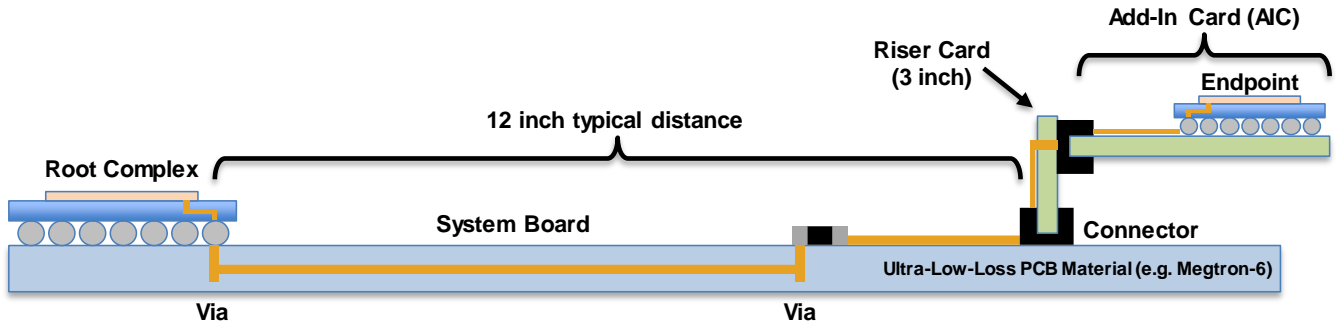 Add-In Card (AIC)
Riser Card
(3 inch)
Endpoint
12 inch typical distance
Root Complex
System Board
Connector
Ultra-Low-Loss PCB Material (e.g. Megtron-6)
Via
Via